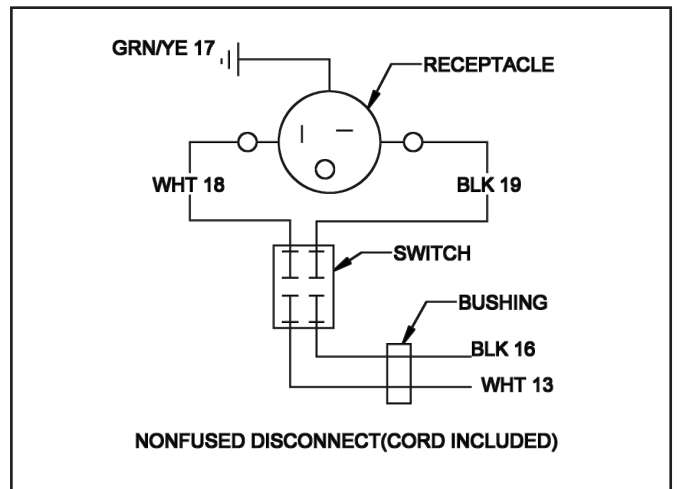 GRN/YE 17
RECEPTACLE
WHT 18
BLK 19
SWITCH
BUSHING
BLK 16
WHT 13
NONFUSED DISCONNECT(CORD INCLUDED)